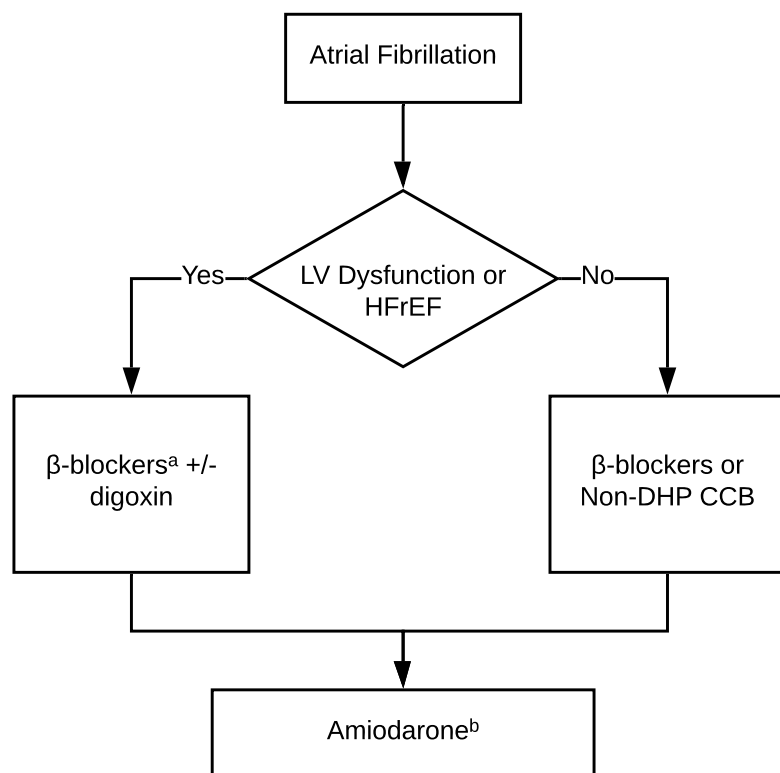 Atrial Fibrillation
LV Dysfunction or
HFrEF
Yes
No
β-blockersᵃ +/-
digoxin
β-blockers or
Non-DHP CCB
Amiodaroneᵇ